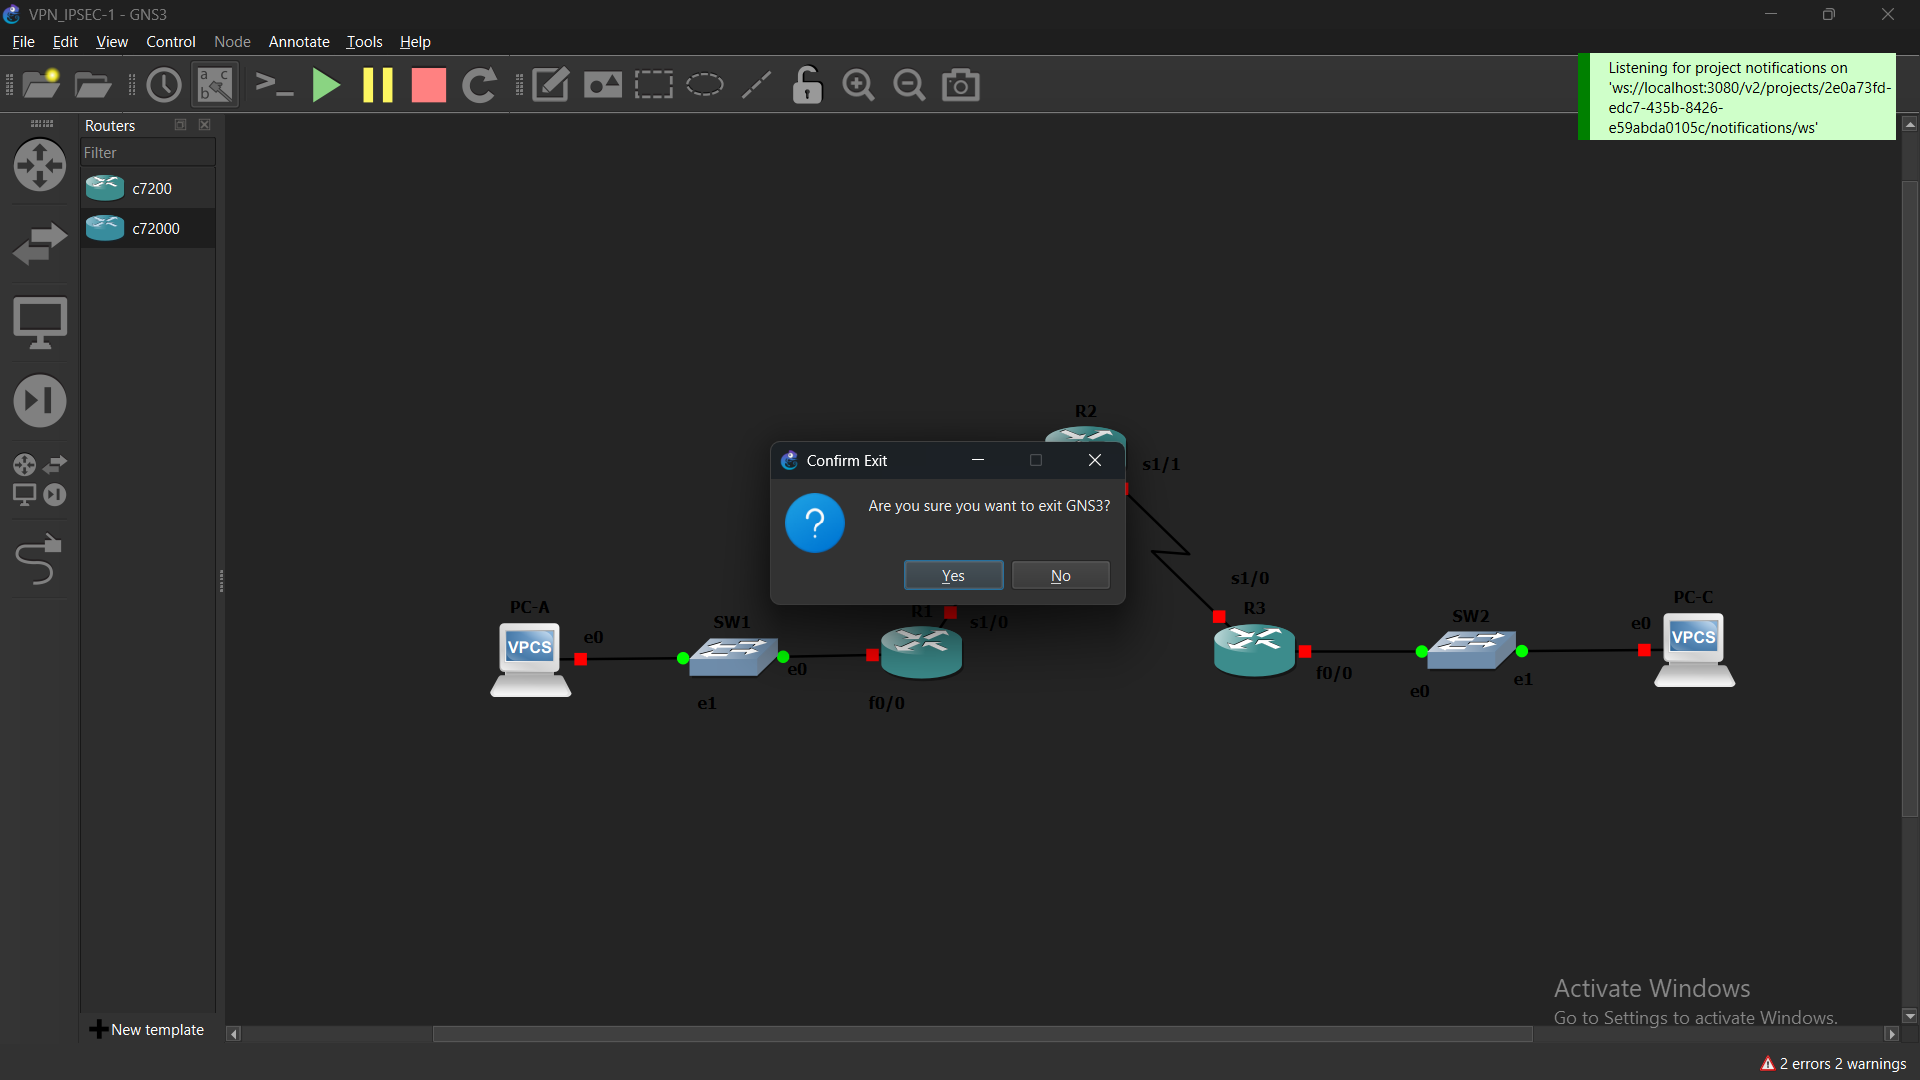 VPN_IPSEC-1 - GNS3
File Edit View Control Node Annotate Tools Help
a c
b
Listening for project notifications on
'ws://localhost:3080/v2/projects/2e0a73fd-
edc7-435b-8426-
e59abda0105c/notifications/ws'
Routers
Filter
c7200
c72000
R2
s1/1
Confirm Exit
Are you sure you want to exit GNS3?
Yes No
s1/0
PC-A
VPCS
e0
SW1
e1
e0
R1
s1/0
f0/0
R3
f0/0
SW2
e0
e1
PC-C
e0
VPCS
Activate Windows
Go to Settings to activate Windows.
New template
2 errors 2 warnings